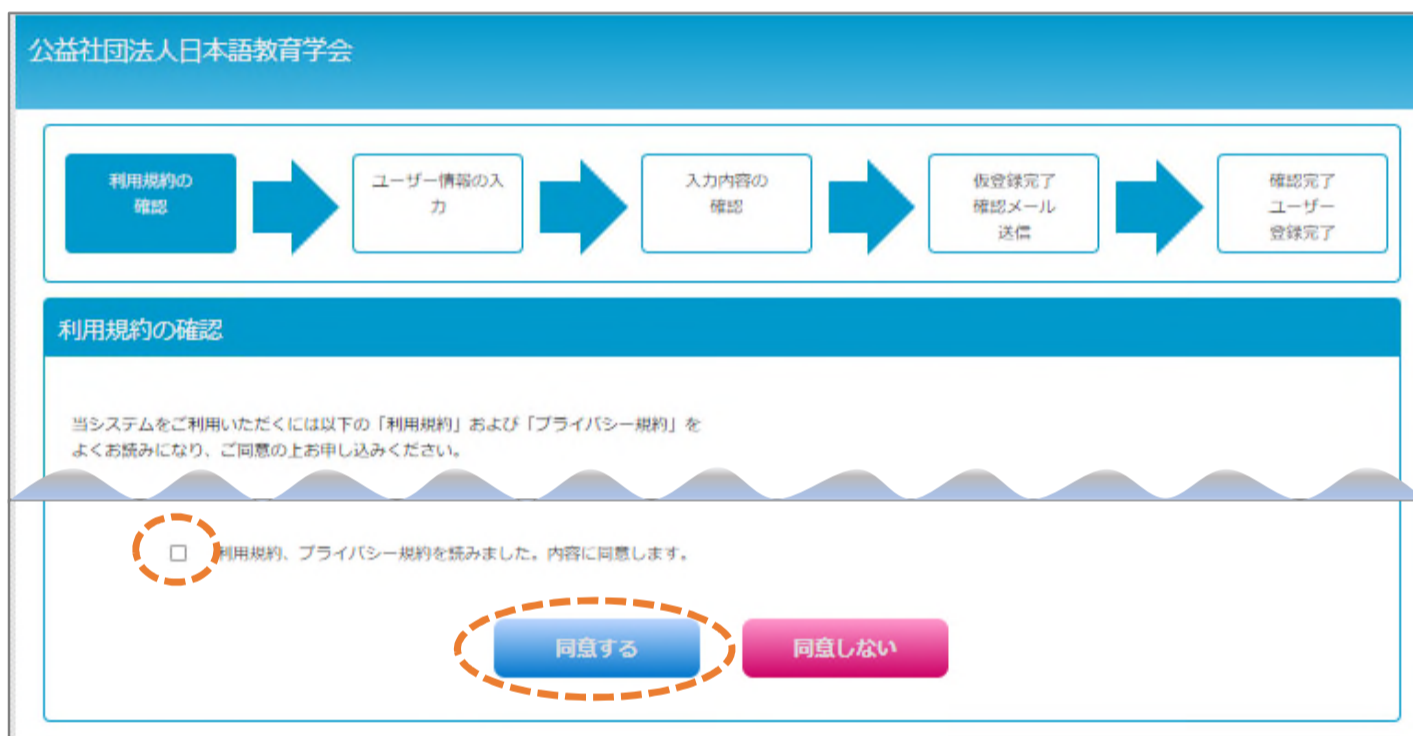 公益社団法人日本語教育学会
利用規約の
確認
ユーザー情報の入
力
入力内容の
確認
仮登録完了
確認メール
送信
確認完了
ユーザー
登録完了
利用規約の確認
当システムをご利用いただくには以下の「利用規約」および「プライバシー規約」を
よくお読みになり、ご同意の上お申し込みください。
利用規約、プライバシー規約を読みました。内容に同意します。
同意する
同意しない